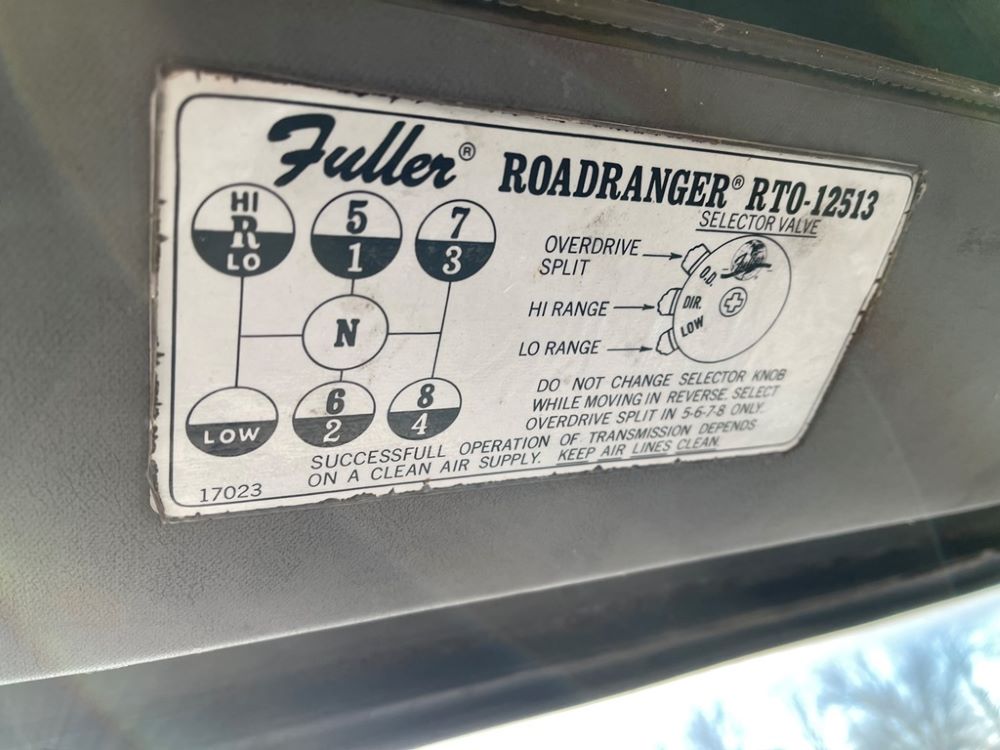 Fuller® ROADRANGER® RTO-12513
SELECTOR VALVE
HI
R
LO
5
1
7
3
N
LOW
6
2
8
4
OVERDRIVE
SPLIT
HI RANGE
LO RANGE
O.D.
DIR.
LOW
Fuller
DO NOT CHANGE SELECTOR KNOB
WHILE MOVING IN REVERSE. SELECT
OVERDRIVE SPLIT IN 5-6-7-8 ONLY.
SUCCESSFULL OPERATION OF TRANSMISSION DEPENDS
ON A CLEAN AIR SUPPLY. KEEP AIR LINES CLEAN.
17023